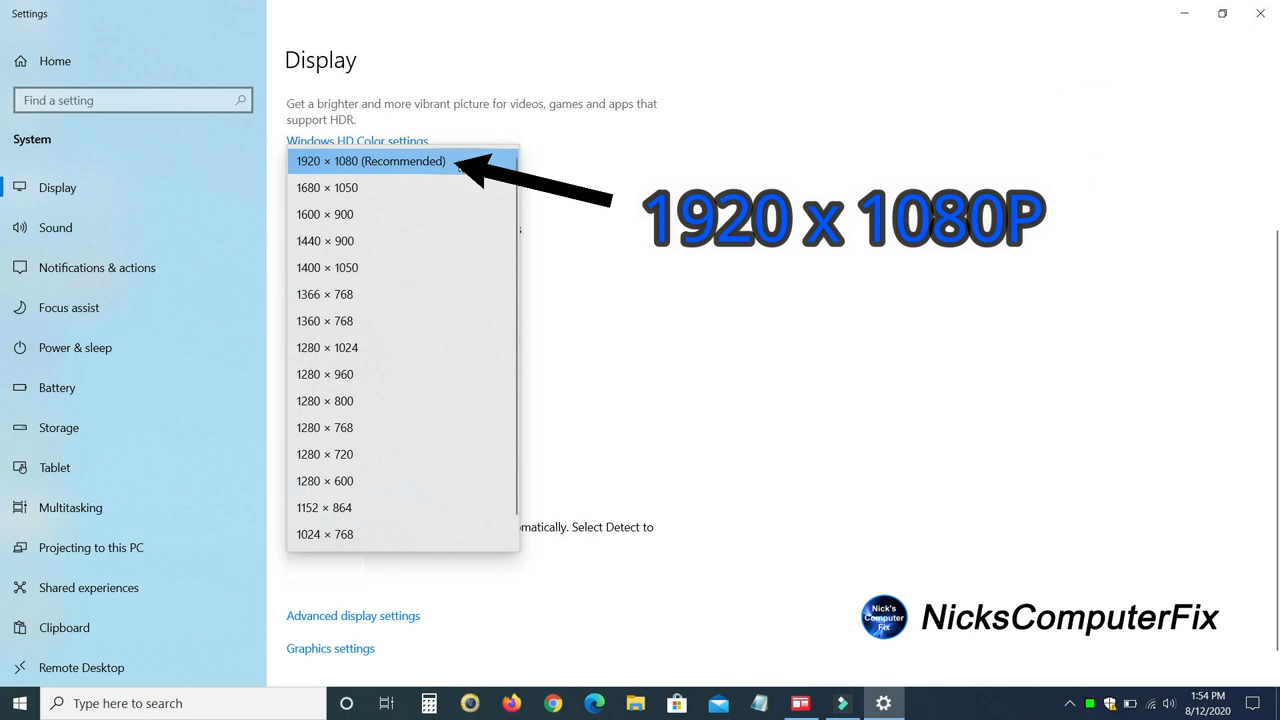 Settings
Home
Find a setting
System
Display
Sound
Notifications & actions
Focus assist
Power & sleep
Battery
Storage
Tablet
Multitasking
Projecting to this PC
Shared experiences
Clipboard
Remote Desktop
Display
Get a brighter and more vibrant picture for videos, games and apps that
support HDR.
Windows HD Color settings
1920 × 1080 (Recommended)
1680 × 1050
1600 × 900
1440 × 900
1400 × 1050
1366 × 768
1360 × 768
1280 × 1024
1280 × 960
1280 × 800
1280 × 768
1280 × 720
1280 × 600
1152 × 864
1024 × 768
s
omatically. Select Detect to
Advanced display settings
Graphics settings
1920 x 1080P
Nick's
Computer
Fix
NicksComputerFix
Type here to search
1:54 PM
8/12/2020